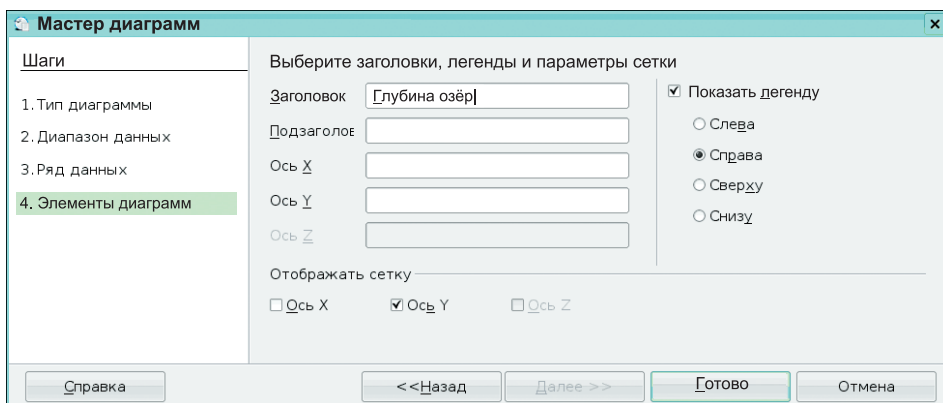 Мастер диаграмм
Шаги
1. Тип диаграммы
2. Диапазон данных
3. Ряд данных
4. Элементы диаграмм
Выберите заголовки, легенды и параметры сетки
Заголовок Глубина озёр
Подзаголов
Ось X
Ось Y
Ось Z
Показать легенду
Слева
Справа
Сверху
Снизу
Отображать сетку
Ось X Ось Y Ось Z
Справка <<Назад Далее >> Готово Отмена